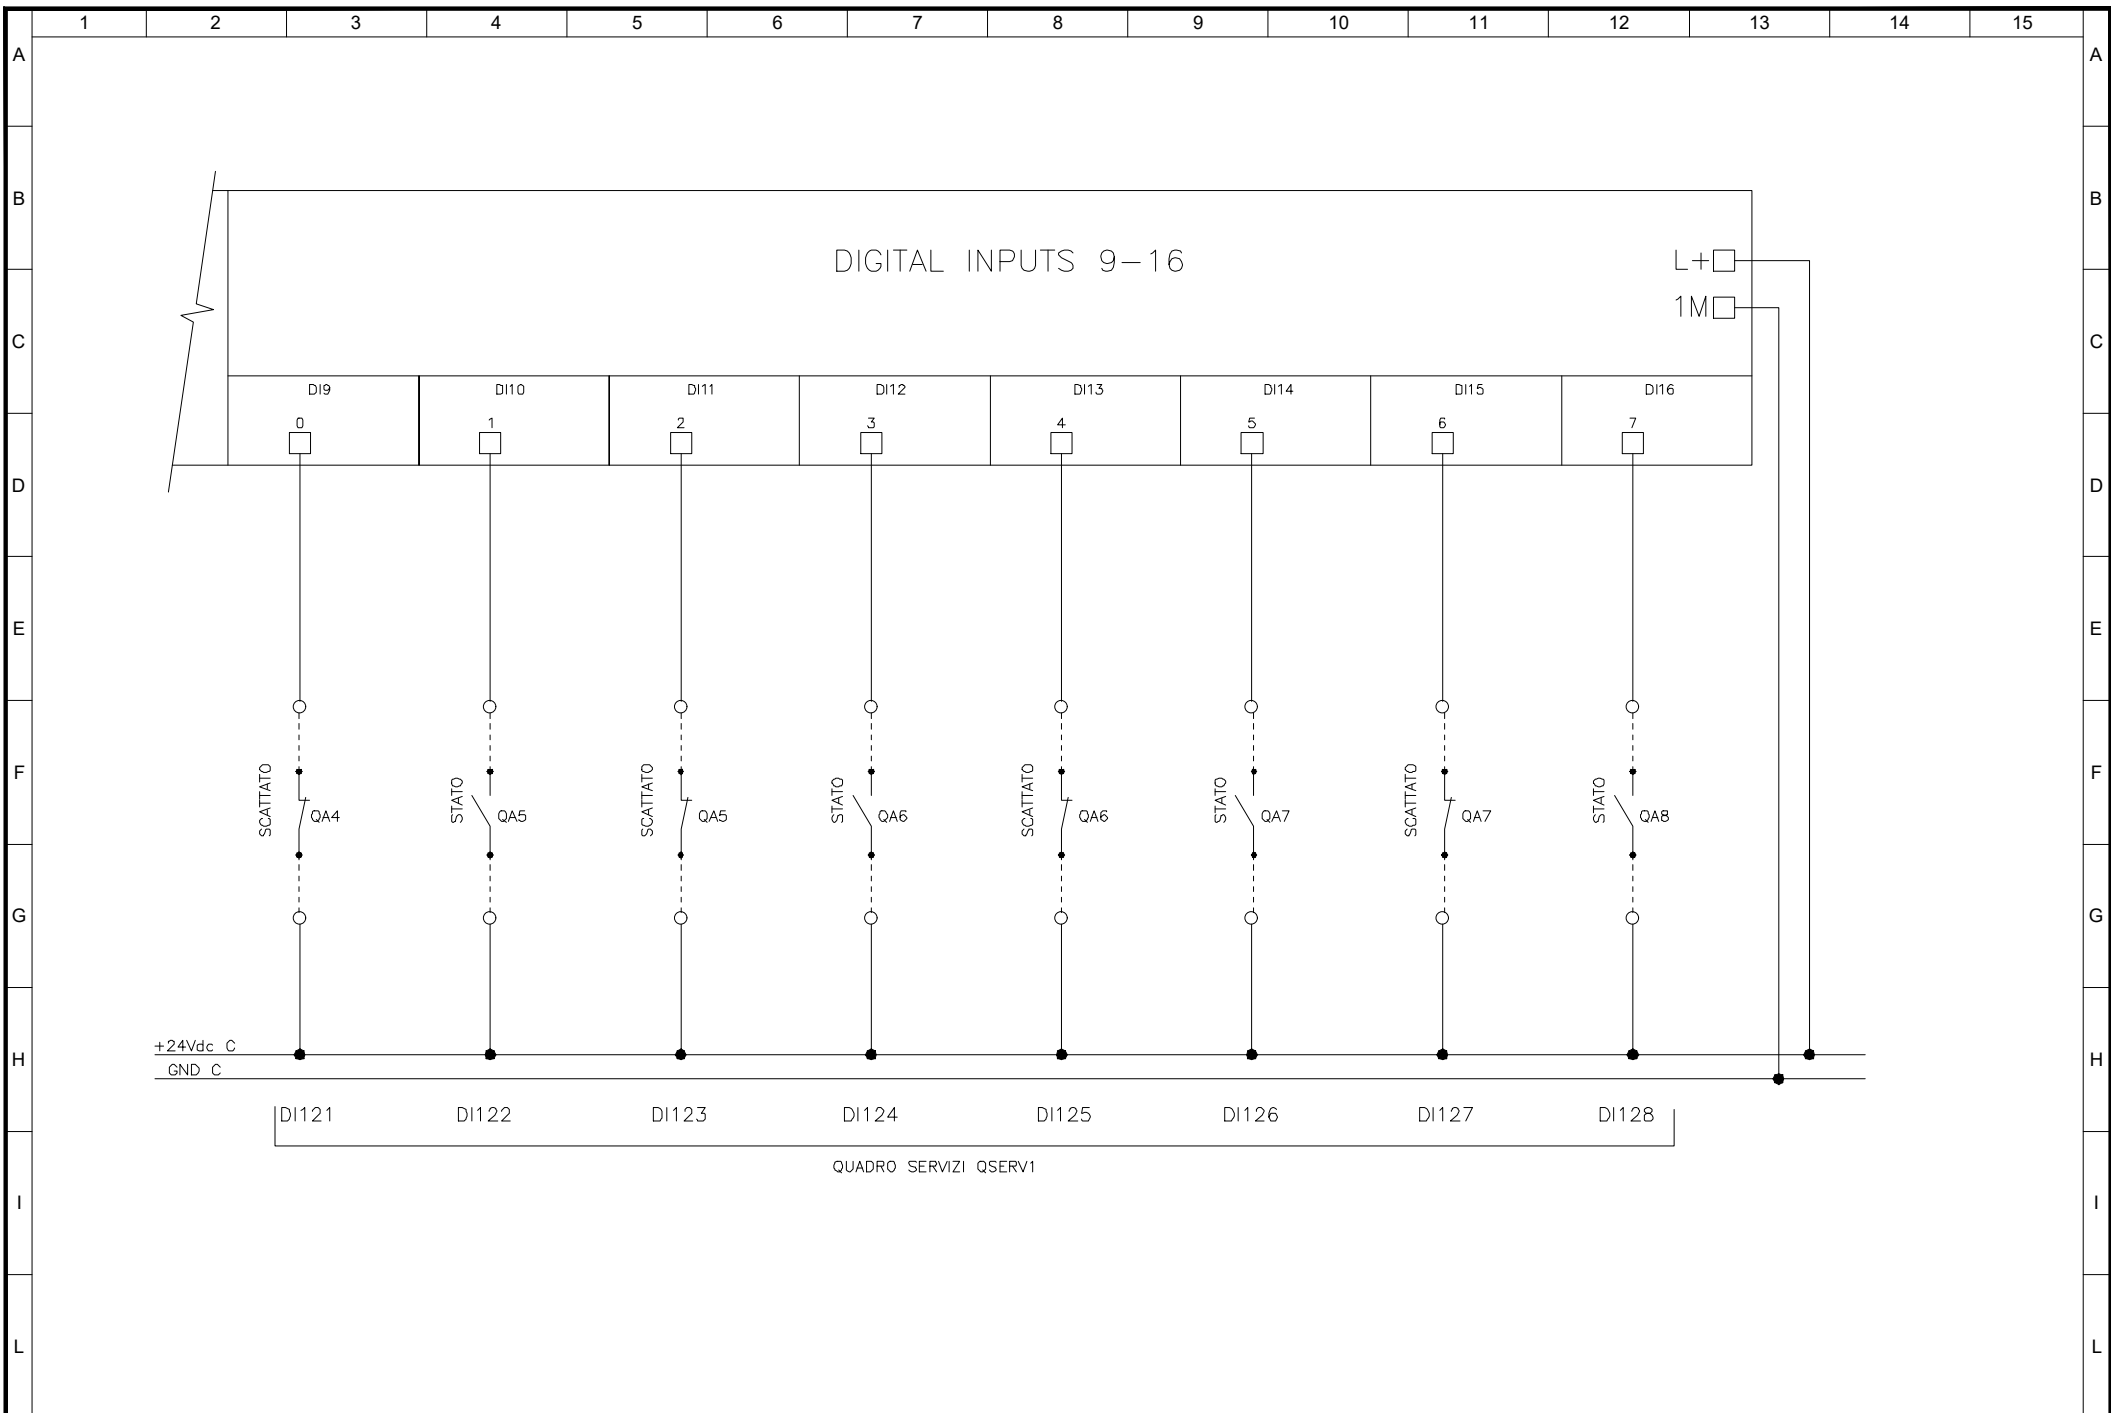 1 2 3 4 5 6 7 8 9 10 11 12 13 14 15
A A
B B
DIGITAL INPUTS 9-16
L+
1M
C C
DI9 DI10 DI11 DI12 DI13 DI14 DI15 DI16
0 1 2 3 4 5 6 7
D D
E E
F F
SCATTATO QA4
STATO QA5
SCATTATO QA5
STATO QA6
SCATTATO QA6
STATO QA7
SCATTATO QA7
STATO QA8
G G
+24Vdc C
H H
GND C
DI121 DI122 DI123 DI124 DI125 DI126 DI127 DI128
QUADRO SERVIZI QSERV1
I I
L L